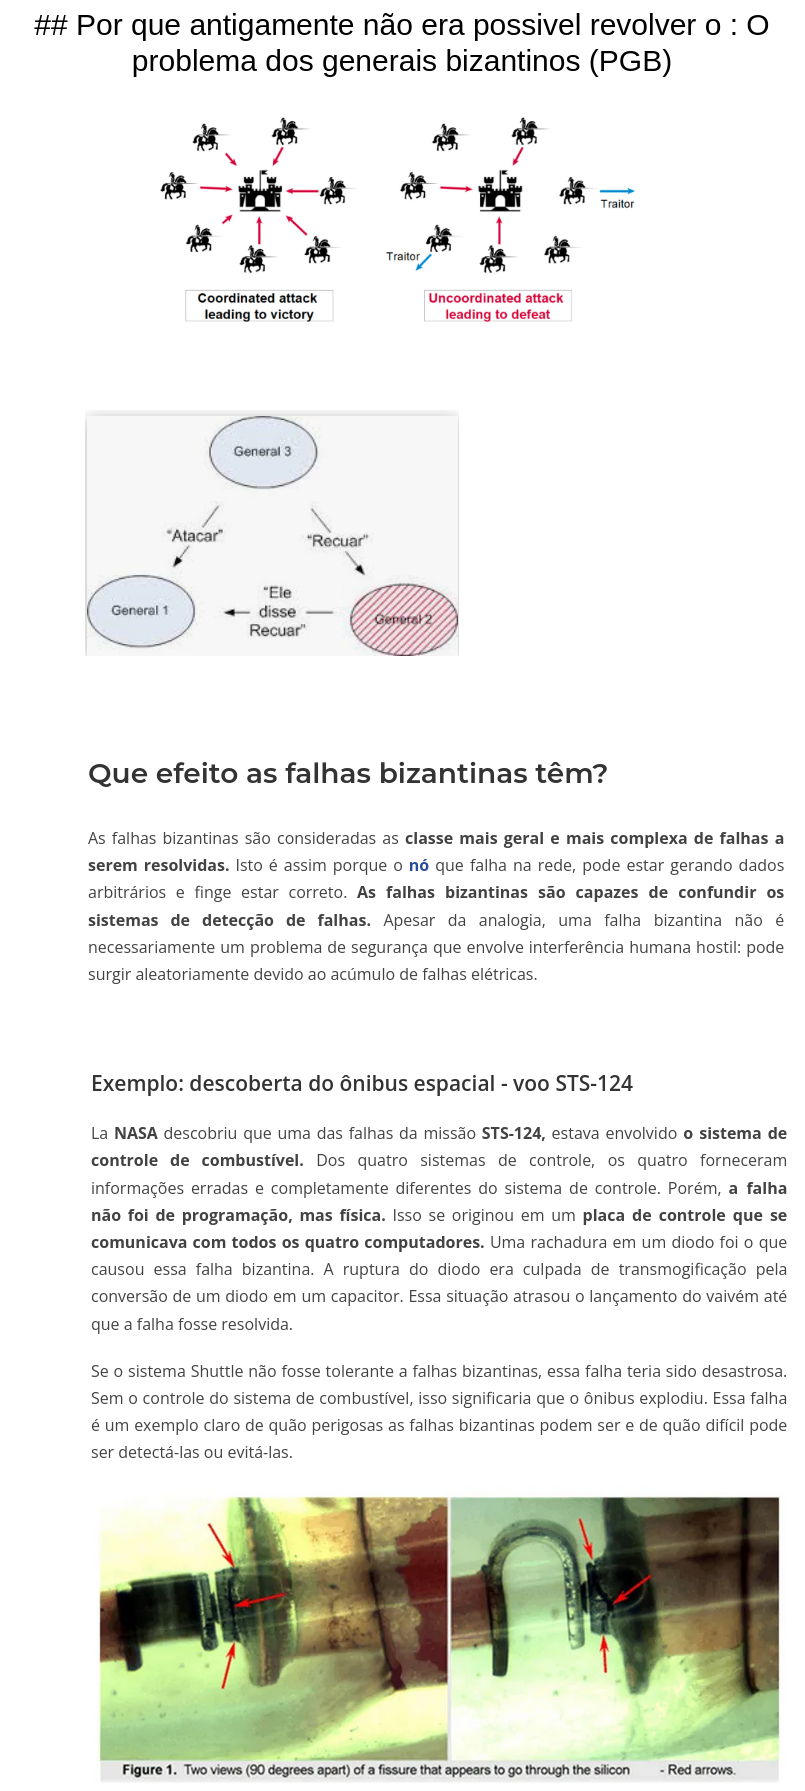 ## Por que antigamente não era possivel revolver o : O
problema dos generais bizantinos (PGB)
Traitor
Traitor
Coordinated attack
leading to victory
Uncoordinated attack
leading to defeat
General 3
"Atacar"
"Recuar"
General 1
"Ele
disse
Recuar"
General 2
Que efeito as falhas bizantinas têm?
As falhas bizantinas são consideradas as classe mais geral e mais complexa de falhas a
serem resolvidas. Isto é assim porque o nó que falha na rede, pode estar gerando dados
arbitrários e finge estar correto. As falhas bizantinas são capazes de confundir os
sistemas de detecção de falhas. Apesar da analogia, uma falha bizantina não é
necessariamente um problema de segurança que envolve interferência humana hostil: pode
surgir aleatoriamente devido ao acúmulo de falhas elétricas.
Exemplo: descoberta do ônibus espacial - voo STS-124
La NASA descobriu que uma das falhas da missão STS-124, estava envolvido o sistema de
controle de combustível. Dos quatro sistemas de controle, os quatro forneceram
informações erradas e completamente diferentes do sistema de controle. Porém, a falha
não foi de programação, mas física. Isso se originou em um placa de controle que se
comunicava com todos os quatro computadores. Uma rachadura em um diodo foi o que
causou essa falha bizantina. A ruptura do diodo era culpada de transmogificação pela
conversão de um diodo em um capacitor. Essa situação atrasou o lançamento do vaivém até
que a falha fosse resolvida.
Se o sistema Shuttle não fosse tolerante a falhas bizantinas, essa falha teria sido desastrosa.
Sem o controle do sistema de combustível, isso significaria que o ônibus explodiu. Essa falha
é um exemplo claro de quão perigosas as falhas bizantinas podem ser e de quão difícil pode
ser detectá-las ou evitá-las.
Figure 1. Two views (90 degrees apart) of a fissure that appears to go through the silicon - Red arrows.